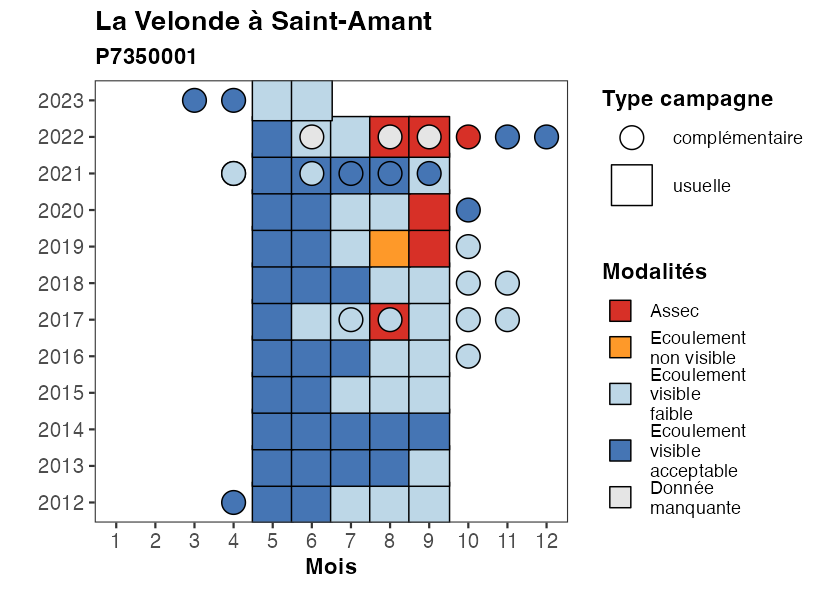 La Velonde à Saint-Amant
P7350001
2023
2022
2021
2020
2019
2018
2017
2016
2015
2014
2013
2012
1 2 3 4 5 6 7 8 9 10 11 12
Mois
Type campagne
complémentaire
usuelle
Modalités
Assec
Ecoulement
non visible
Ecoulement
visible
faible
Ecoulement
visible
acceptable
Donnée
manquante